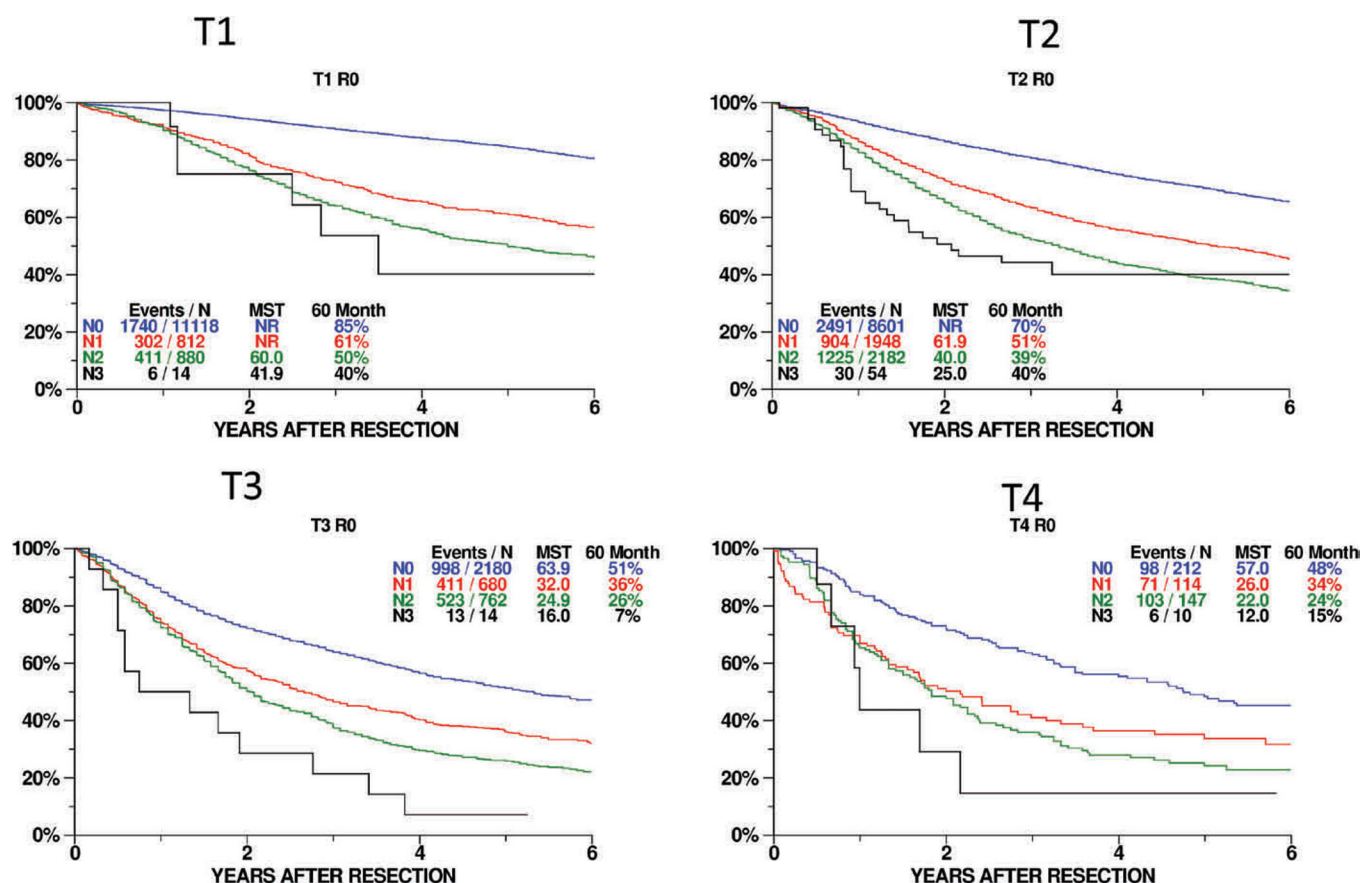 T1
T1 R0
100%
80%
60%
40%
20%
0%
Events / N MST 60 Month
N0 1740 / 11118 NR 85%
N1 302 / 812 NR 61%
N2 411 / 880 60.0 50%
N3 6 / 14 41.9 40%
0 2 4 6
YEARS AFTER RESECTION
T2
T2 R0
100%
80%
60%
40%
20%
0%
Events / N MST 60 Month
N0 2491 / 8601 NR 70%
N1 904 / 1948 61.9 51%
N2 1225 / 2182 40.0 39%
N3 30 / 54 25.0 40%
0 2 4 6
YEARS AFTER RESECTION
T3
T3 R0
100%
80%
60%
40%
20%
0%
Events / N MST 60 Month
N0 998 / 2180 63.9 51%
N1 411 / 680 32.0 36%
N2 523 / 762 24.9 26%
N3 13 / 14 16.0 7%
0 2 4 6
YEARS AFTER RESECTION
T4
T4 R0
100%
80%
60%
40%
20%
0%
Events / N MST 60 Month
N0 98 / 212 57.0 48%
N1 71 / 114 26.0 34%
N2 103 / 147 22.0 24%
N3 6 / 10 12.0 15%
0 2 4 6
YEARS AFTER RESECTION